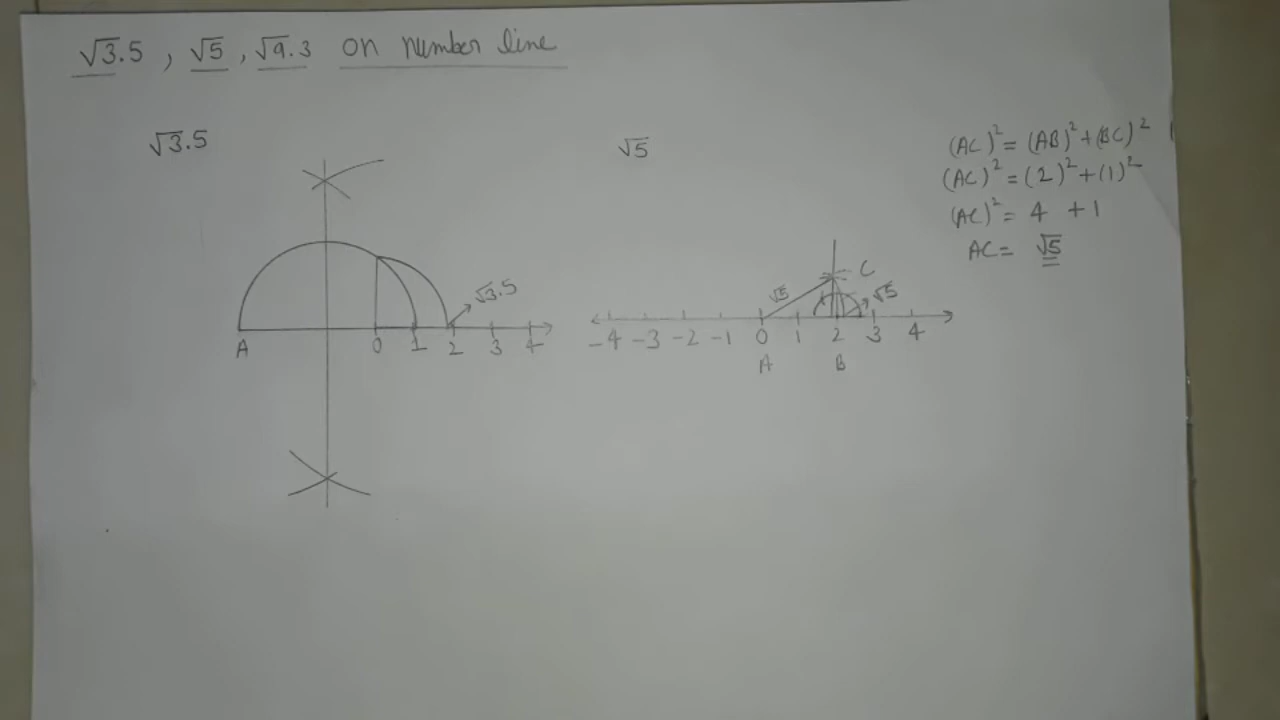 √3.5 , √5 , √9.3 on number line
√3.5
√3.5
A 0 1 2 3 4
√5
√5 C √5
-4 -3 -2 -1 0 1 2 3 4
A B
(AC)² = (AB)² + (BC)²
(AC)² = (2)² + (1)²
(AC)² = 4 + 1
AC = √5